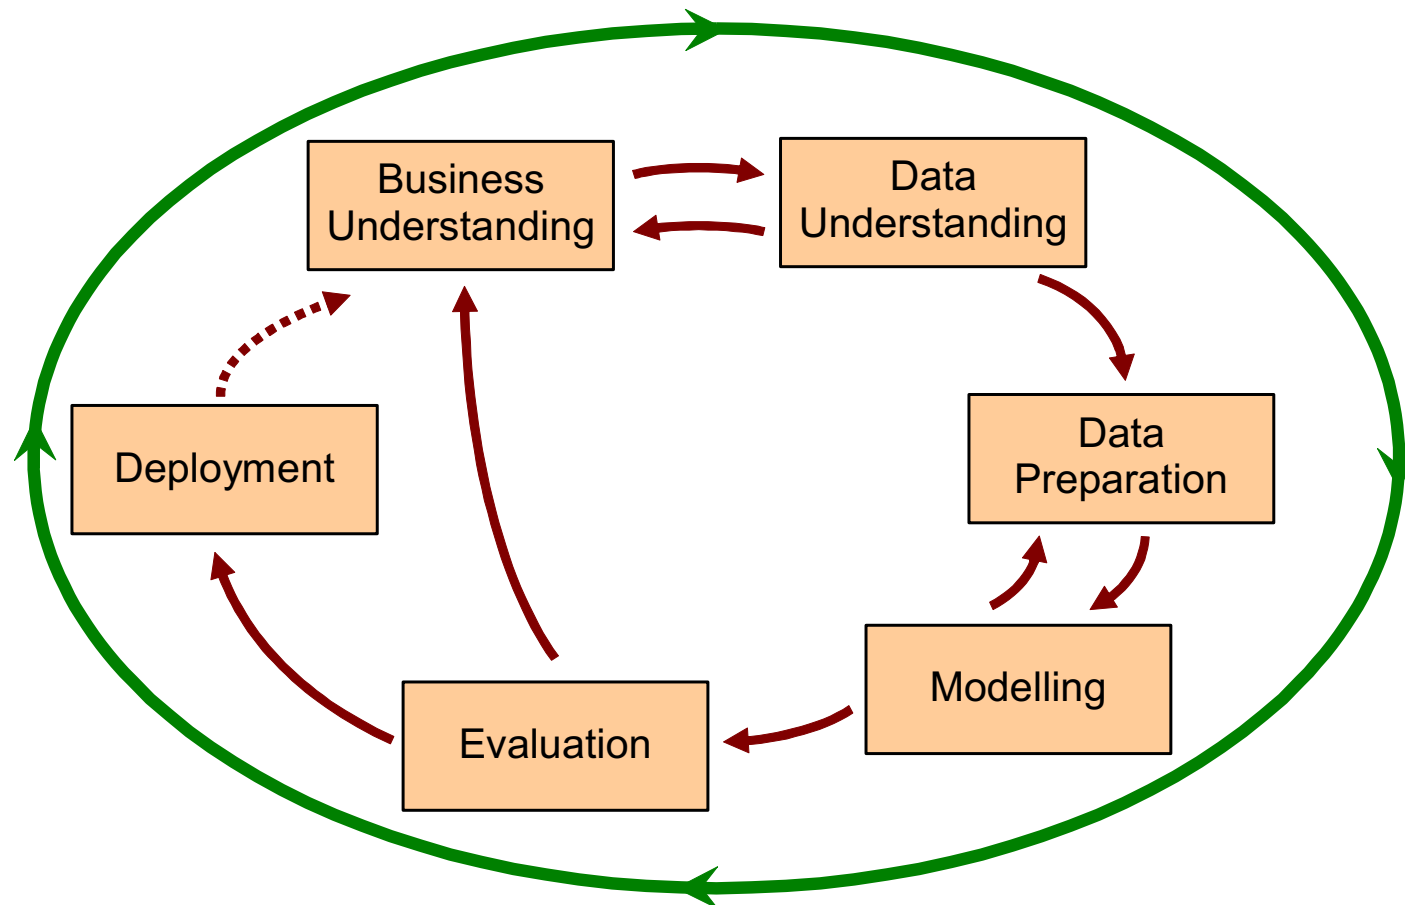 Business
Understanding
Data
Understanding
Data
Preparation
Modelling
Evaluation
Deployment